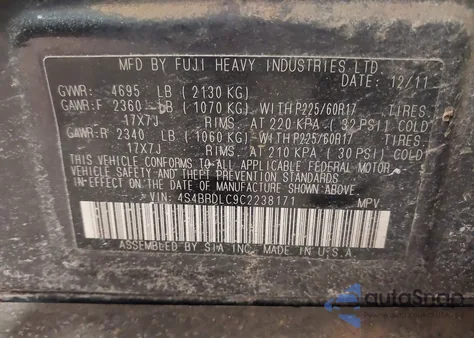 MFD BY FUJI HEAVY INDUSTRIES LTD.
DATE: 12/11
GVWR: 4695 LB (2130 KG)
GAWR:F 2360 LB (1070 KG) WITH P225/60R17 TIRES.
17X7J RIMS. AT 220 KPA (32 PSI) COLD
GAWR:R 2340 LB (1060 KG) WITH P225/60R17 TIRES.
17X7J RIMS. AT 210 KPA (30 PSI) COLD
THIS VEHICLE CONFORMS TO ALL APPLICABLE FEDERAL MOTOR
VEHICLE SAFETY AND THEFT PREVENTION STANDARDS
IN EFFECT ON THE DATE OF MANUFACTURE SHOWN ABOVE.
VIN: 4S4BRDLC9C2238171 MPV
ASSEMBLED BY SIA INC. MADE IN U.S.A
autoSnap